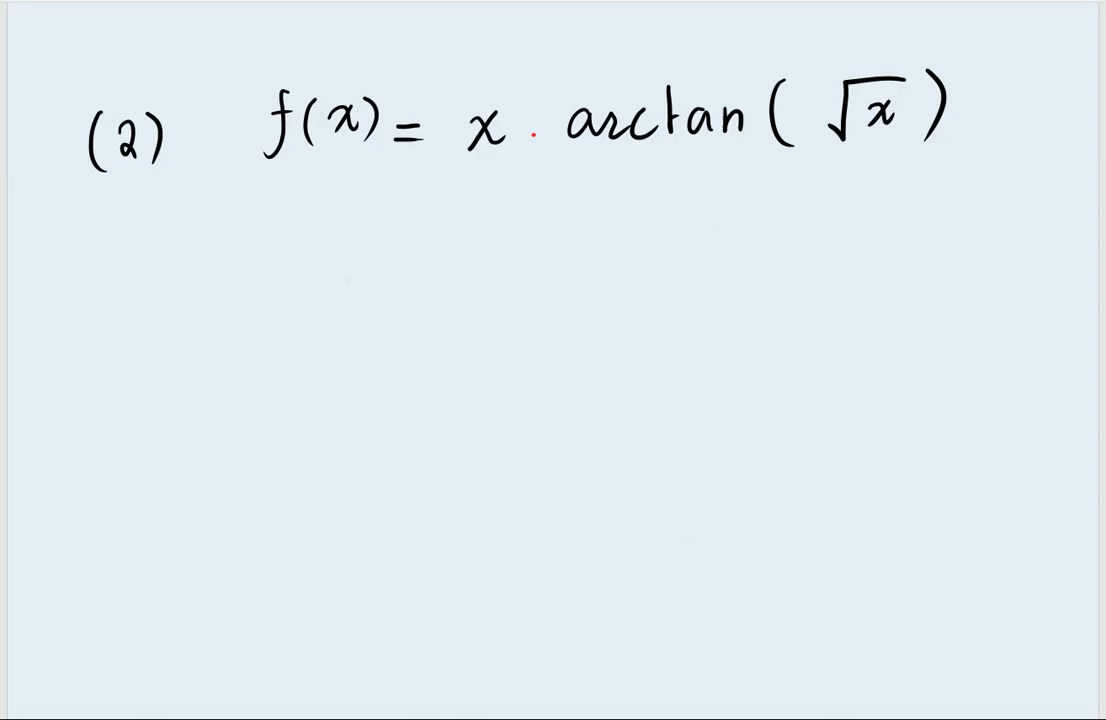 (2) f(x) = x · arctan(√x)